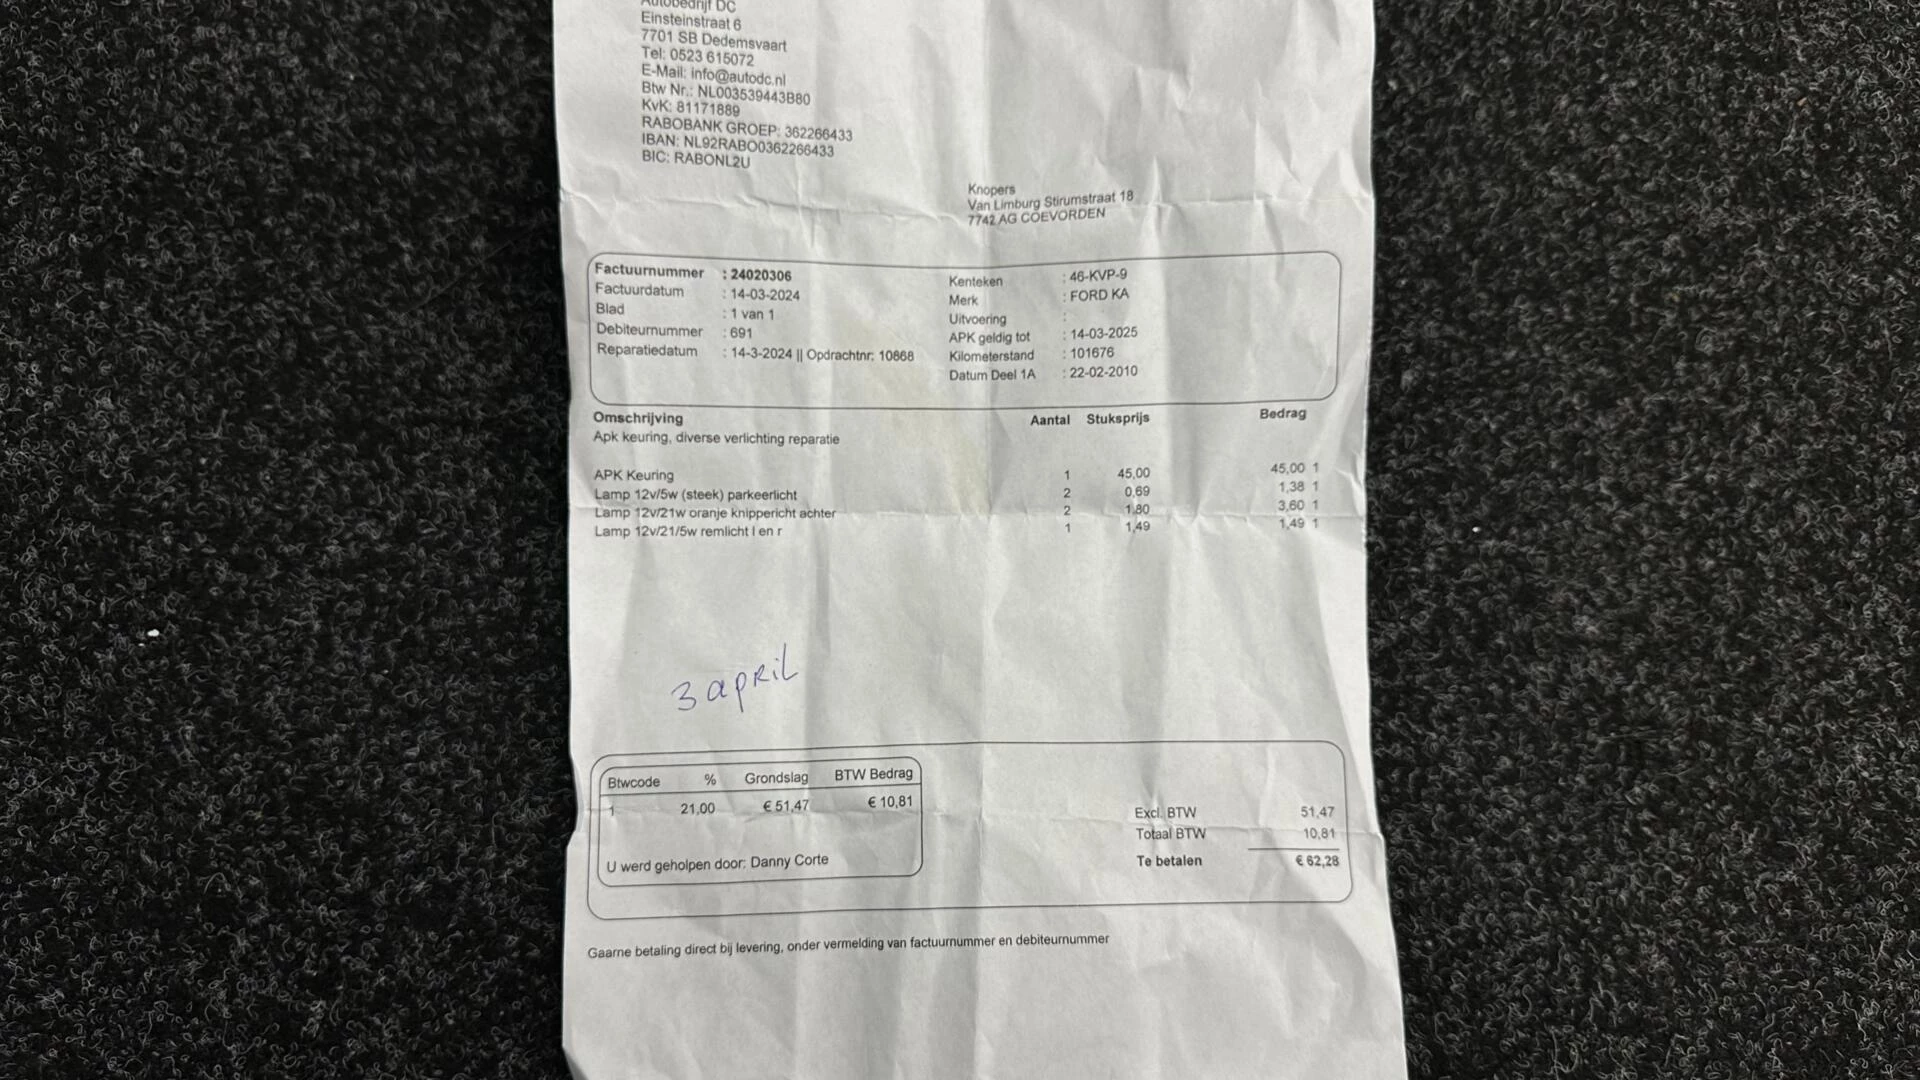 Autobedrijf DC
Einsteinstraat 6
7701 SB Dedemsvaart
Tel: 0523 615072
E-Mail: info@autodc.nl
Btw Nr.: NL003539443B80
KvK: 81171889
RABOBANK GROEP: 362266433
IBAN: NL92RABO0362266433
BIC: RABONL2U
Knopers
Van Limburg Stirumstraat 18
7742 AG COEVORDEN
Factuurnummer : 24020306
Factuurdatum : 14-03-2024
Blad : 1 van 1
Debiteurnummer : 691
Reparatiedatum : 14-3-2024 || Opdrachtnr: 10868
Kenteken : 46-KVP-9
Merk : FORD KA
Uitvoering :
APK geldig tot : 14-03-2025
Kilometerstand : 101676
Datum Deel 1A : 22-02-2010
Omschrijving Aantal Stuksprijs Bedrag
Apk keuring, diverse verlichting reparatie
APK Keuring 1 45,00 45,00 1
Lamp 12v/5w (steek) parkeerlicht 2 0,69 1,38 1
Lamp 12v/21w oranje knippericht achter 2 1,80 3,60 1
Lamp 12v/21/5w remlicht l en r 1 1,49 1,49 1
3 april
Btwcode % Grondslag BTW Bedrag
1 21,00 € 51,47 € 10,81
U werd geholpen door: Danny Corte
Excl. BTW 51,47
Totaal BTW 10,81
Te betalen € 62,28
Gaarne betaling direct bij levering, onder vermelding van factuurnummer en debiteurnummer